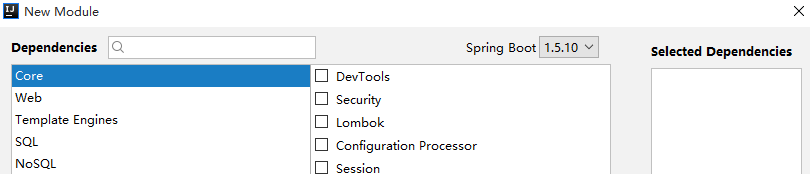 New Module
Dependencies
Spring Boot 1.5.10
Selected Dependencies
Core
Web
Template Engines
SQL
NoSQL
DevTools
Security
Lombok
Configuration Processor
Session